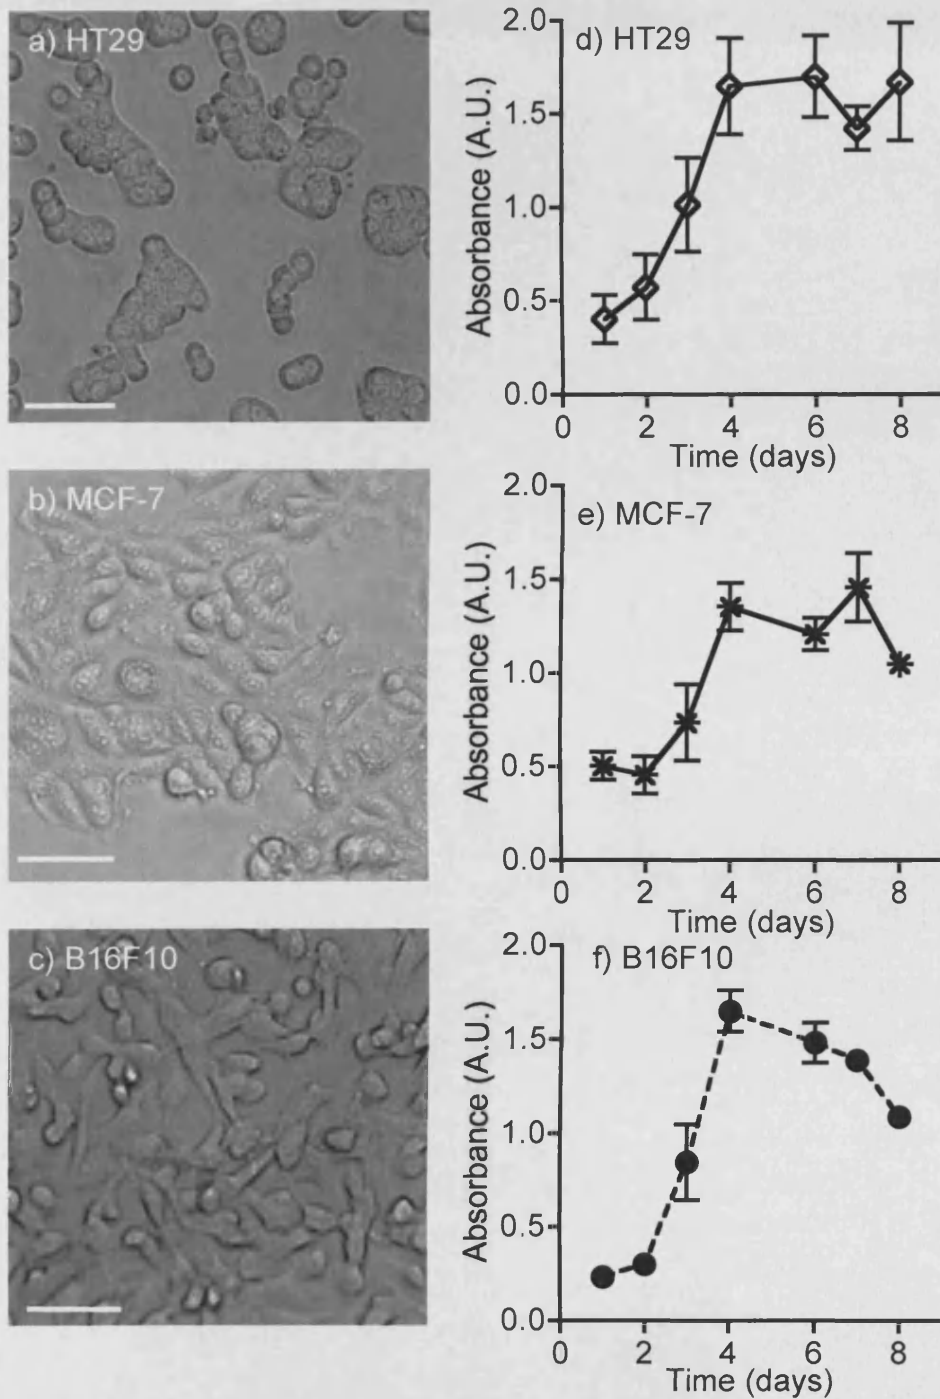 a) HT29
d) HT29
2.0
1.5
1.0
0.5
0.0
Absorbance (A.U.)
0 2 4 6 8
Time (days)
b) MCF-7
e) MCF-7
2.0
1.5
1.0
0.5
0.0
Absorbance (A.U.)
0 2 4 6 8
Time (days)
c) B16F10
f) B16F10
2.0
1.5
1.0
0.5
0.0
Absorbance (A.U.)
0 2 4 6 8
Time (days)